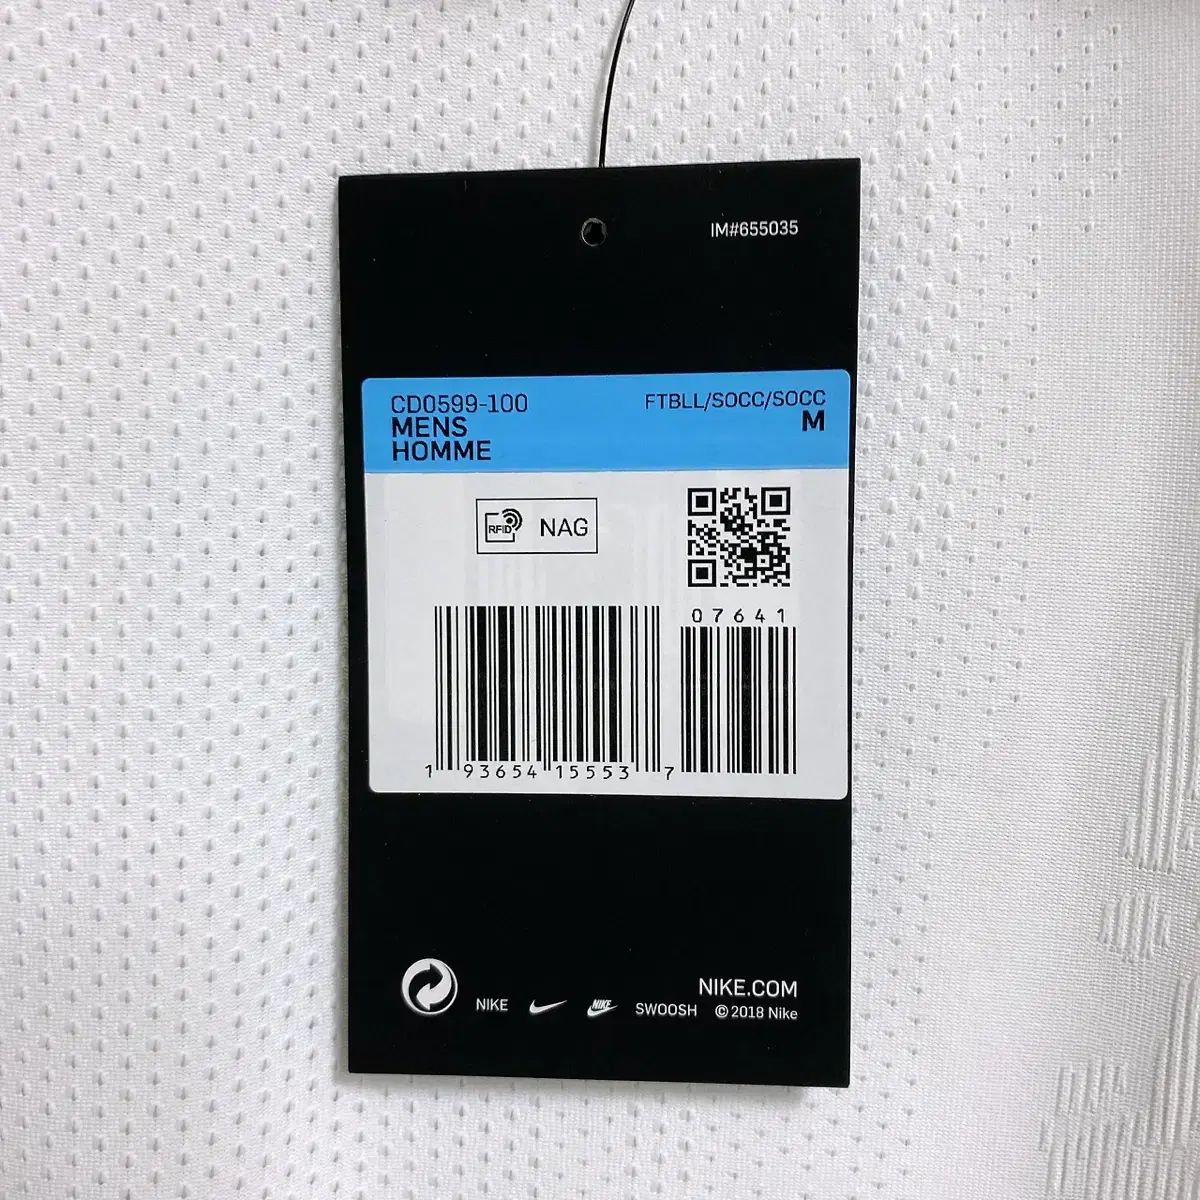 IM#655035
CD0599-100
FTBLL/SOCC/SOCC
MENS
M
HOMME
RFID
NAG
07641
1 93654 15553 7
NIKE.COM
NIKE
NIKE
SWOOSH
© 2018 Nike